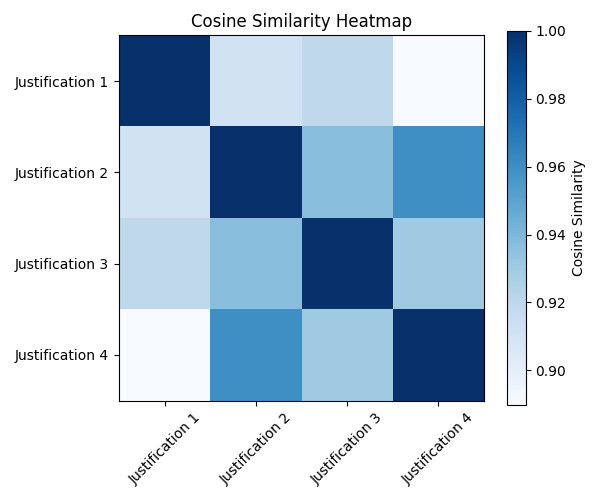 Cosine Similarity Heatmap
Justification 1
Justification 2
Justification 3
Justification 4
Justification 1
Justification 2
Justification 3
Justification 4
1.00
0.98
0.96
0.94
0.92
0.90
Cosine Similarity